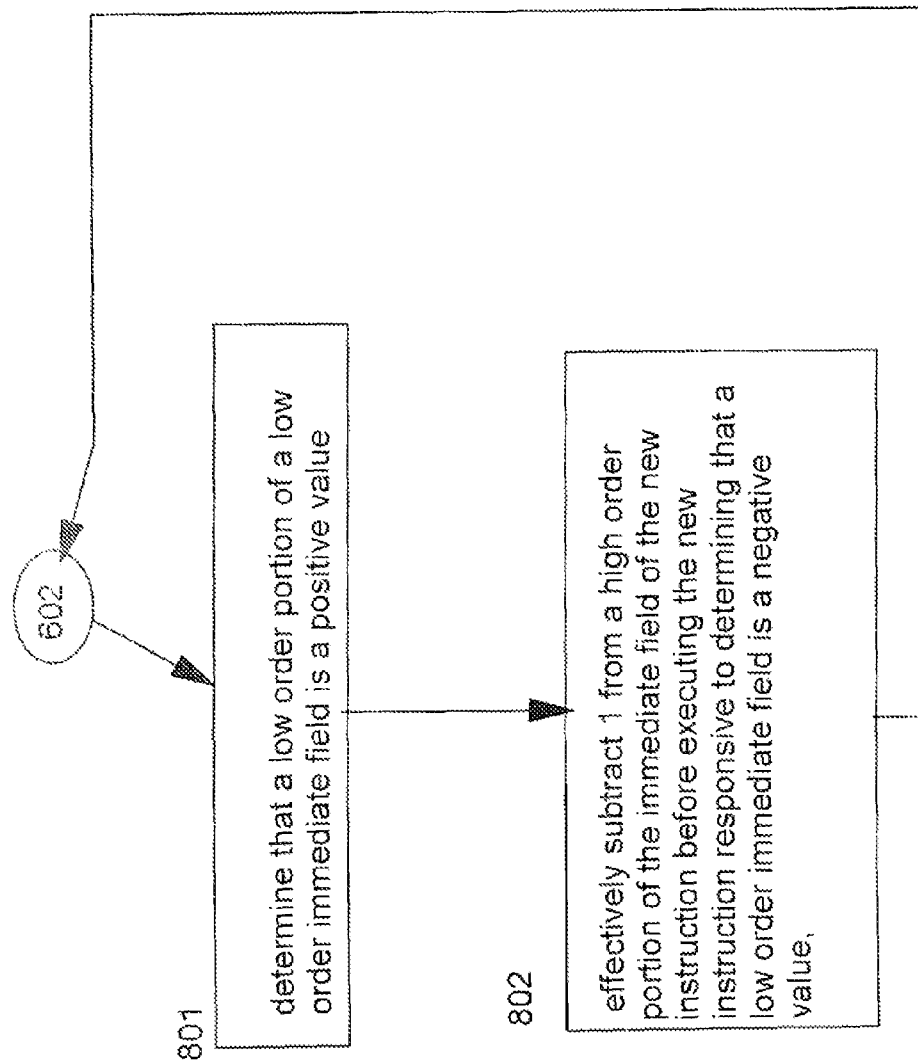 602
801
determine that a low order portion of a low
order immediate field is a positive value
802
effectively subtract 1 from a high order
portion of the immediate field of the new
instruction before executing the new
instruction responsive to determining that a
low order immediate field is a negative
value,